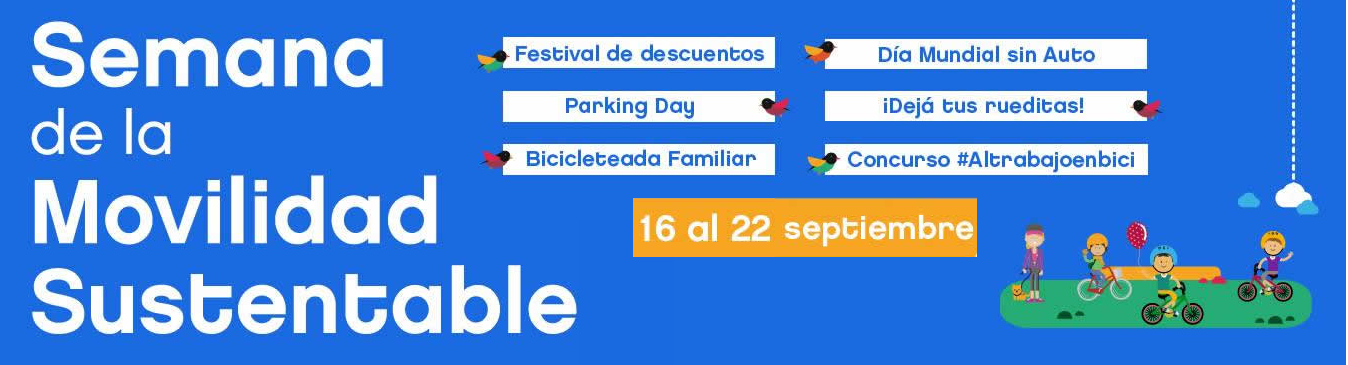 Semana
de la
Movilidad
Sustentable
Festival de descuentos
Día Mundial sin Auto
Parking Day
¡Dejá tus rueditas!
Bicicleteada Familiar
Concurso #Altrabajoenbici
16 al 22 septiembre